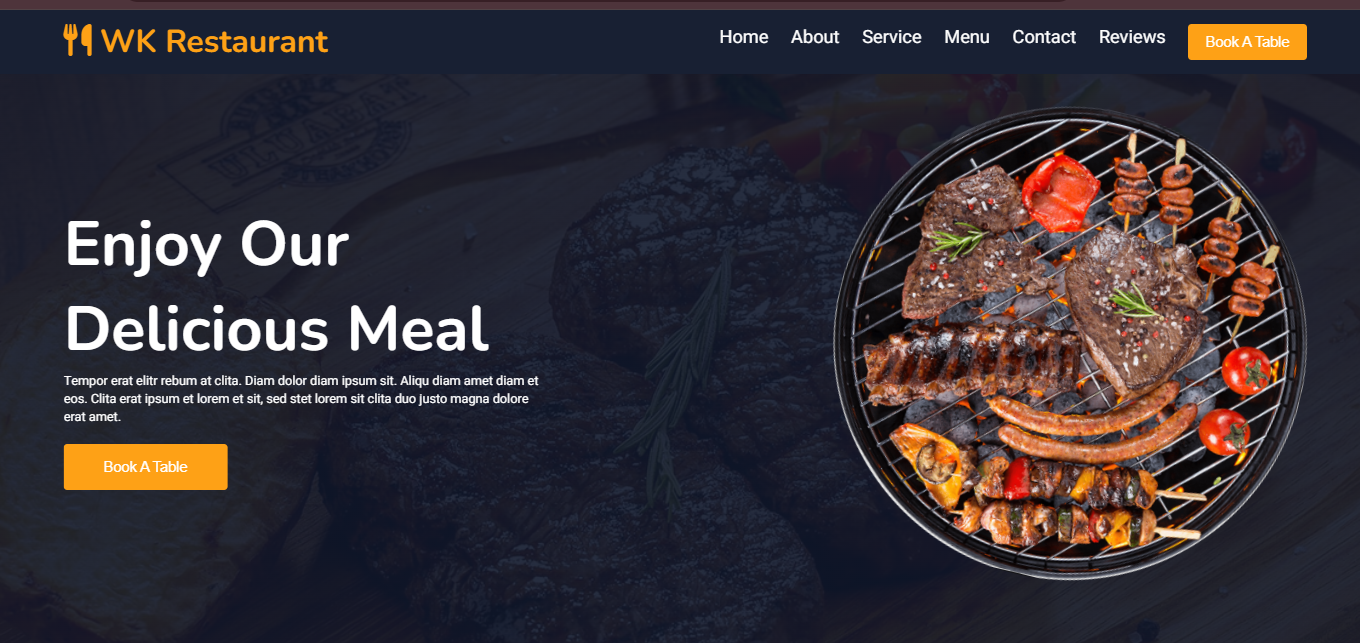 WK Restaurant
Home About Service Menu Contact Reviews Book A Table
Enjoy Our
Delicious Meal
Tempor erat elitr rebum at clita. Diam dolor diam ipsum sit. Aliqu diam amet diam et
eos. Clita erat ipsum et lorem et sit, sed stet lorem sit clita duo justo magna dolore
erat amet.
Book A Table